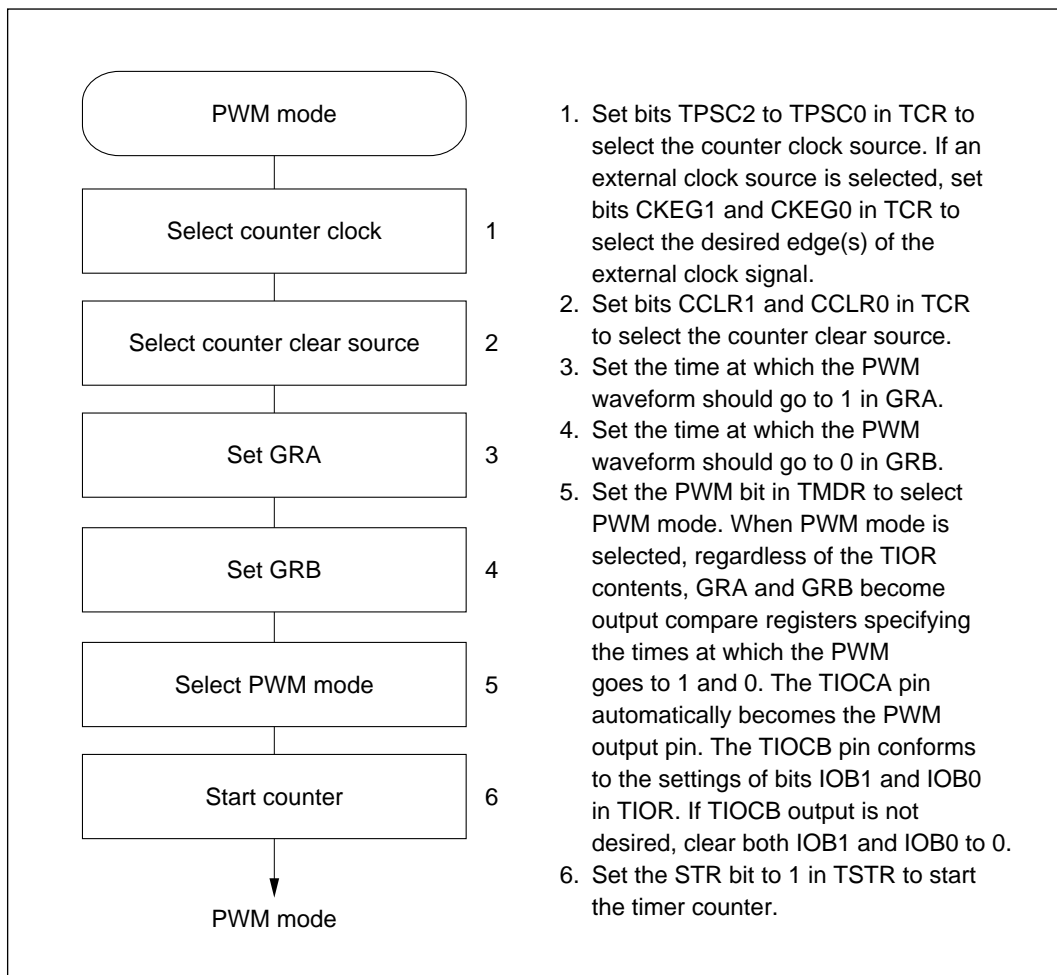 PWM mode
Select counter clock
1
Select counter clear source
2
Set GRA
3
Set GRB
4
Select PWM mode
5
Start counter
6
PWM mode
1. Set bits TPSC2 to TPSC0 in TCR to
select the counter clock source. If an
external clock source is selected, set
bits CKEG1 and CKEG0 in TCR to
select the desired edge(s) of the
external clock signal.
2. Set bits CCLR1 and CCLR0 in TCR
to select the counter clear source.
3. Set the time at which the PWM
waveform should go to 1 in GRA.
4. Set the time at which the PWM
waveform should go to 0 in GRB.
5. Set the PWM bit in TMDR to select
PWM mode. When PWM mode is
selected, regardless of the TIOR
contents, GRA and GRB become
output compare registers specifying
the times at which the PWM
goes to 1 and 0. The TIOCA pin
automatically becomes the PWM
output pin. The TIOCB pin conforms
to the settings of bits IOB1 and IOB0
in TIOR. If TIOCB output is not
desired, clear both IOB1 and IOB0 to 0.
6. Set the STR bit to 1 in TSTR to start
the timer counter.